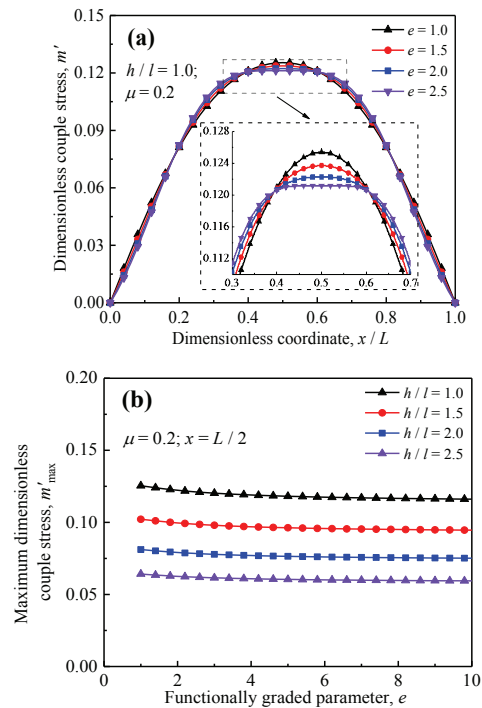 (a)
h / l = 1.0;
μ = 0.2
e = 1.0
e = 1.5
e = 2.0
e = 2.5
Dimensionless couple stress, m′
0.15
0.12
0.09
0.06
0.03
0.00
0.128
0.124
0.120
0.116
0.112
0.3 0.4 0.5 0.6 0.7
0.0 0.2 0.4 0.6 0.8 1.0
Dimensionless coordinate, x / L
(b)
μ = 0.2; x = L / 2
h / l = 1.0
h / l = 1.5
h / l = 2.0
h / l = 2.5
Maximum dimensionless
couple stress, m′max
0.20
0.15
0.10
0.05
0.00
0 2 4 6 8 10
Functionally graded parameter, e